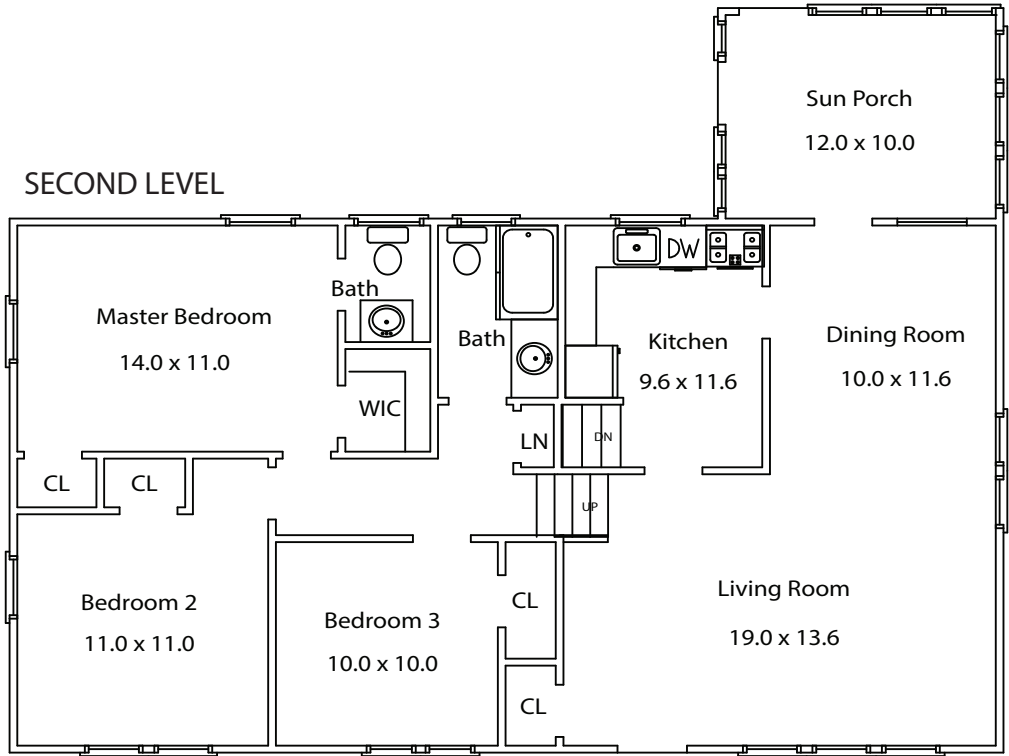 Sun Porch
12.0 x 10.0
SECOND LEVEL
DW
Bath
Master Bedroom
14.0 x 11.0
Bath
Kitchen
9.6 x 11.6
Dining Room
10.0 x 11.6
WIC
LN
DN
CL
CL
UP
Bedroom 2
11.0 x 11.0
Bedroom 3
10.0 x 10.0
CL
Living Room
19.0 x 13.6
CL